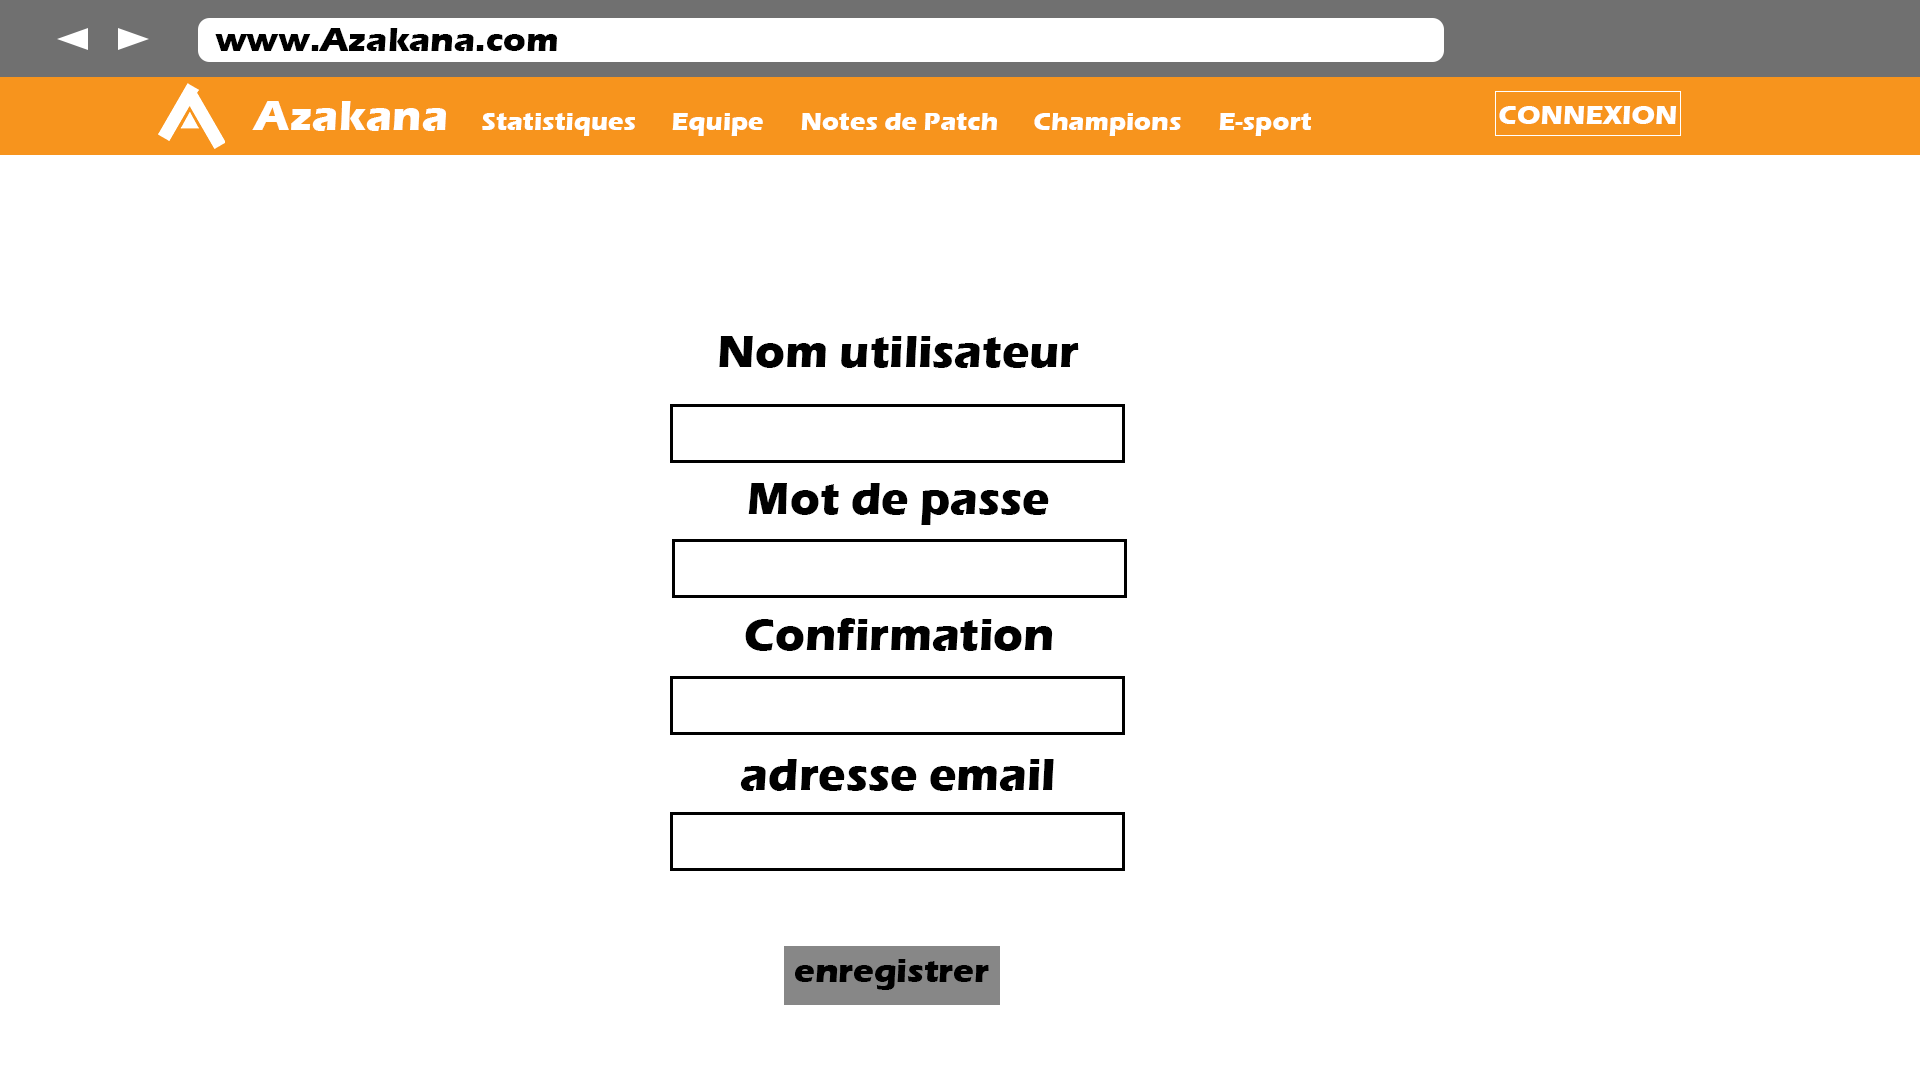 www.Azakana.com
Azakana Statistiques Equipe Notes de Patch Champions E-sport CONNEXION
Nom utilisateur
Mot de passe
Confirmation
adresse email
enregistrer